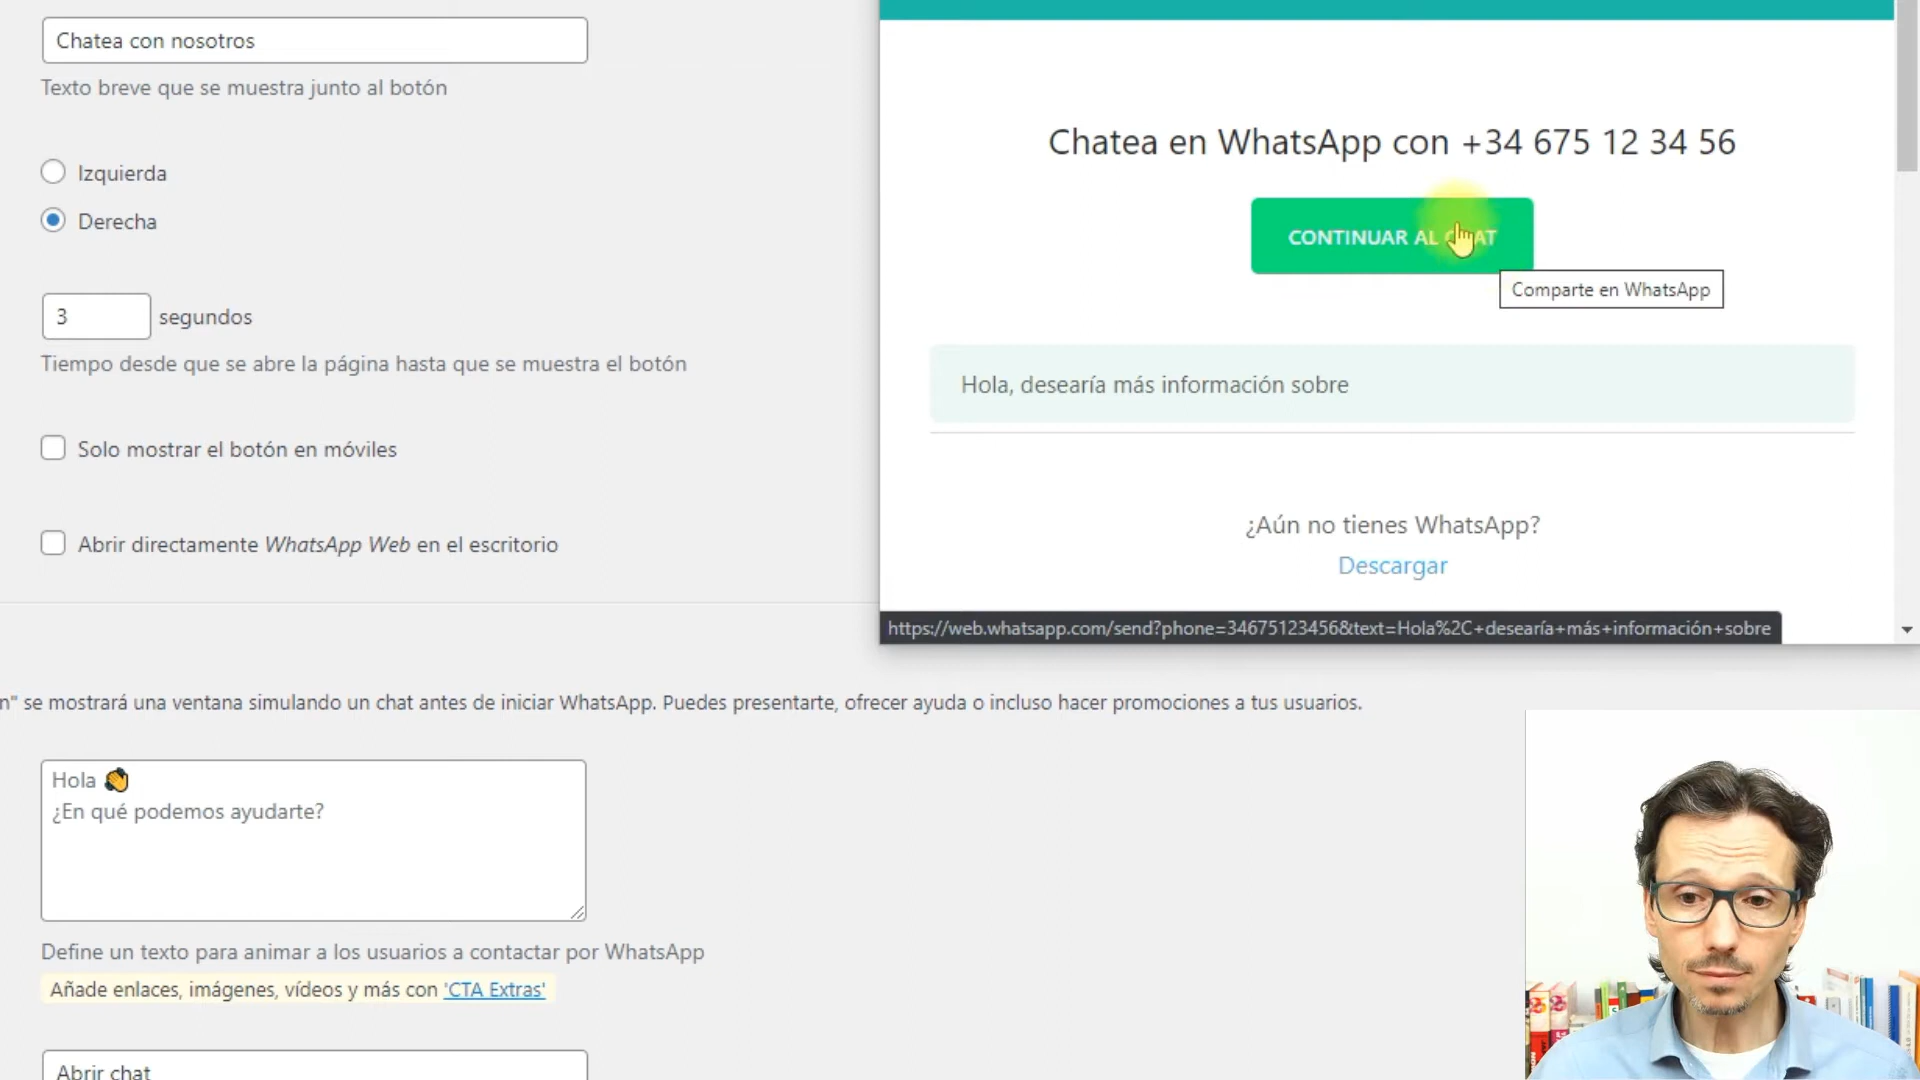 Chatea con nosotros
Texto breve que se muestra junto al botón
Izquierda
Derecha
3 segundos
Tiempo desde que se abre la página hasta que se muestra el botón
Solo mostrar el botón en móviles
Abrir directamente WhatsApp Web en el escritorio
Chatea en WhatsApp con +34 675 12 34 56
CONTINUAR AL
Comparte en WhatsApp
Hola, desearía más información sobre
¿Aún no tienes WhatsApp?
Descargar
https://web.whatsapp.com/send?phone=34675123456&text=Hola%2C+desearía+más+información+sobre
n" se mostrará una ventana simulando un chat antes de iniciar WhatsApp. Puedes presentarte, ofrecer ayuda o incluso hacer promociones a tus usuarios.
Hola 👋
¿En qué podemos ayudarte?
Define un texto para animar a los usuarios a contactar por WhatsApp
Añade enlaces, imágenes, vídeos y más con 'CTA Extras'
Abrir chat